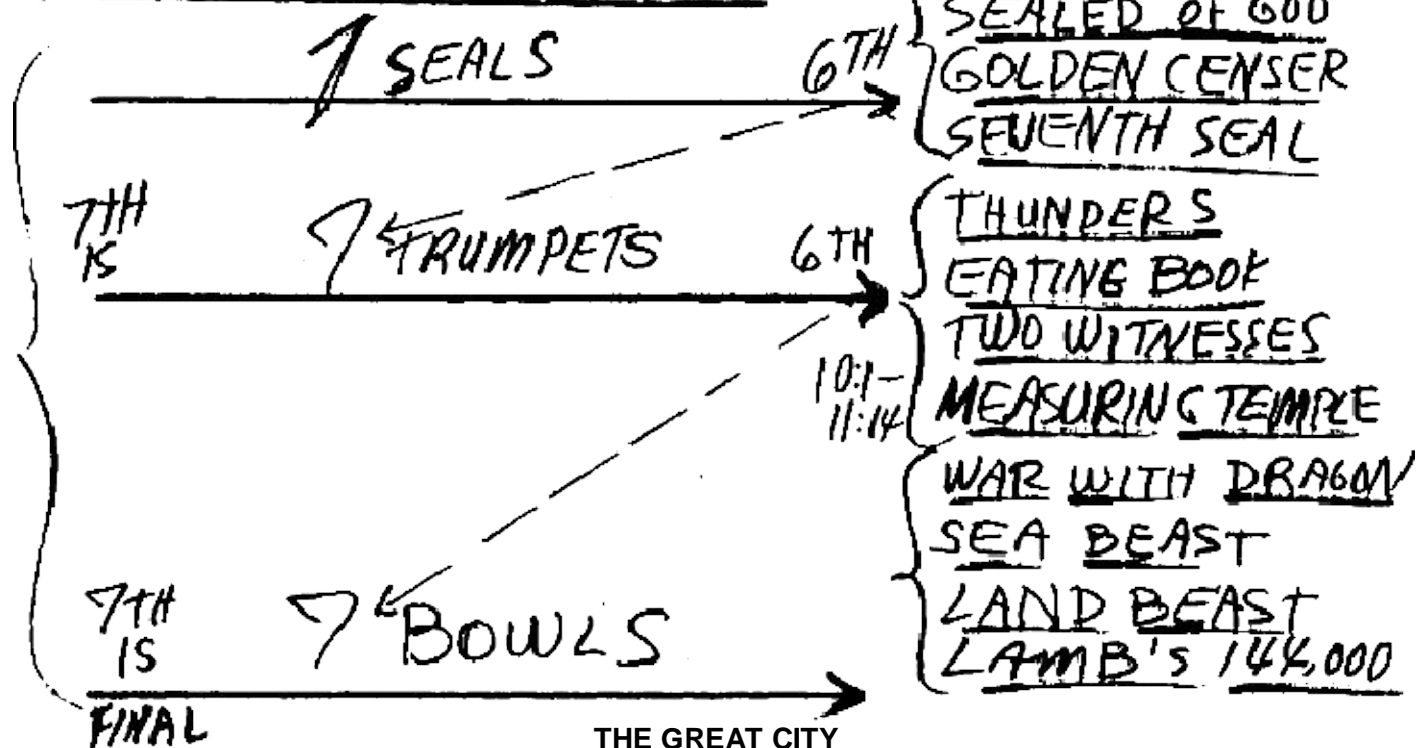 SEALED OF GOD
7 SEALS 6TH
GOLDEN CENSER
SEVENTH SEAL
7TH IS
7 TRUMPETS 6TH
THUNDERS
EATING BOOK
TWO WITNESSES
10:1-
11:14
MEASURING TEMPLE
WAR WITH DRAGON
SEA BEAST
LAND BEAST
LAMB'S 144,000
7TH
IS
7 BOWLS
FINAL
THE GREAT CITY